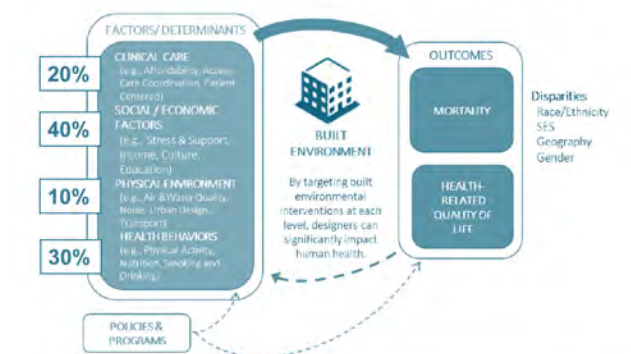 FACTORS/ DETERMINANTS
20%
CLINICAL CARE
(e.g., Affordability, Access,
Care Coordination, Patient
Centered)
40%
SOCIAL / ECONOMIC
FACTORS
(e.g., Stress & Support,
Income, Culture,
Education)
10%
PHYSICAL ENVIRONMENT
(e.g., Air & Water Quality,
Noise, Urban Design,
Transport)
30%
HEALTH BEHAVIORS
(e.g., Physical Activity,
Nutrition, Smoking and
Drinking)
POLICIES &
PROGRAMS
BUILT
ENVIRONMENT
By targeting built
environmental
interventions at each
level, designers can
significantly impact
human health.
OUTCOMES
MORTALITY
HEALTH-
RELATED
QUALITY OF
LIFE
Disparities
Race/Ethnicity
SES
Geography
Gender